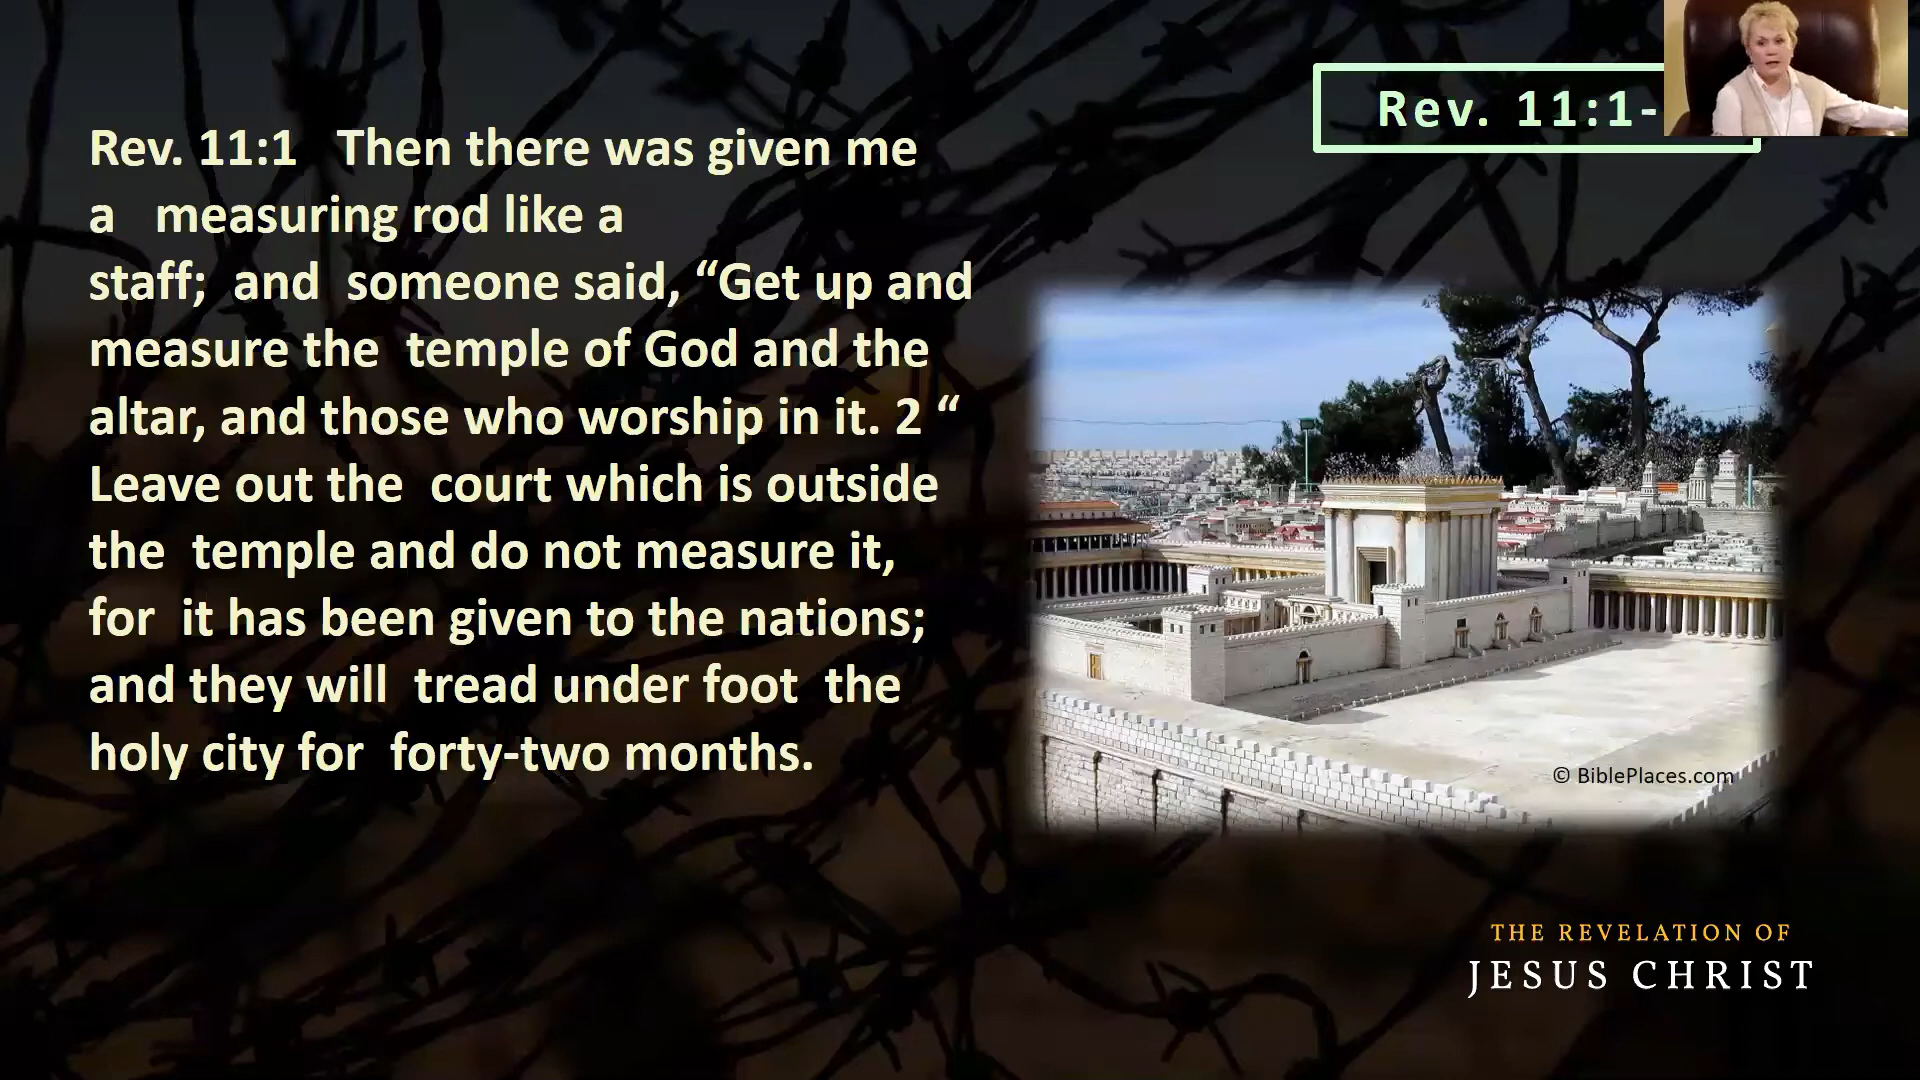 Rev. 11:1-
Rev. 11:1 Then there was given me
a measuring rod like a
staff; and someone said, “Get up and
measure the temple of God and the
altar, and those who worship in it. 2 “
Leave out the court which is outside
the temple and do not measure it,
for it has been given to the nations;
and they will tread under foot the
holy city for forty-two months.
© BiblePlaces.com
THE REVELATION OF
JESUS CHRIST